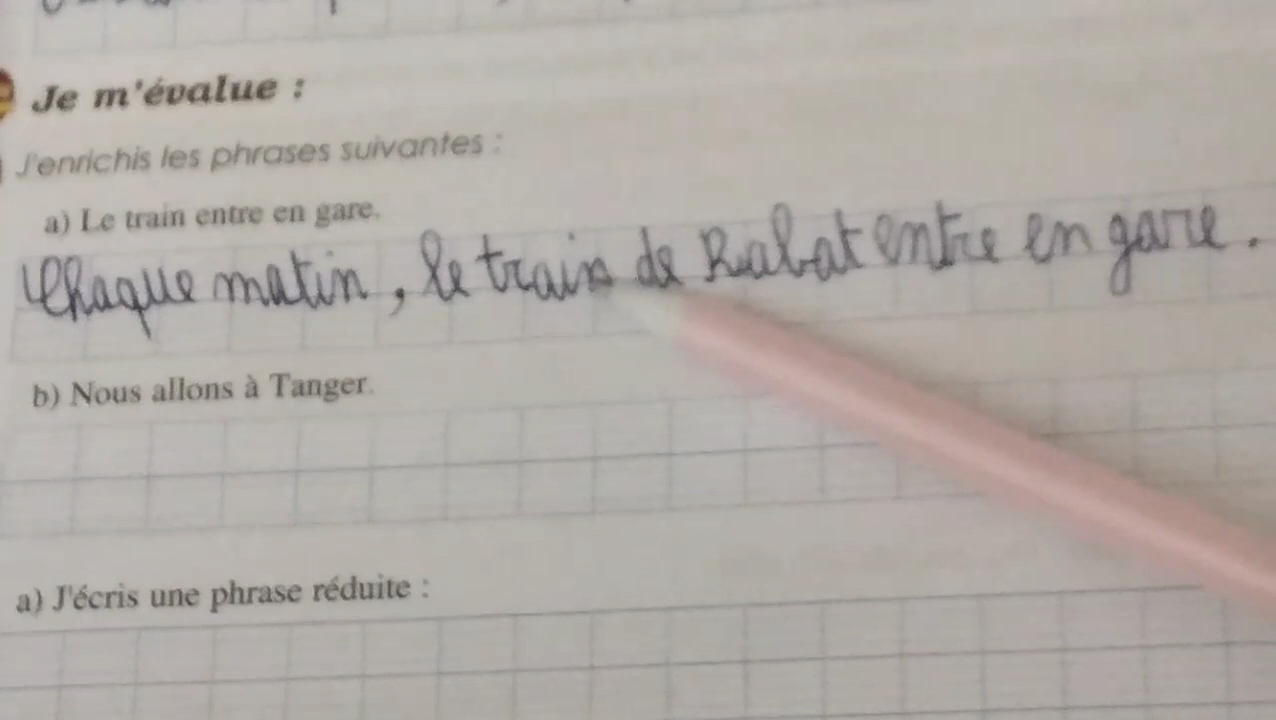 Je m'évalue :
J'enrichis les phrases suivantes :
a) Le train entre en gare.
Chaque matin, le train de Rabat entre en gare.
b) Nous allons à Tanger.
a) J'écris une phrase réduite :